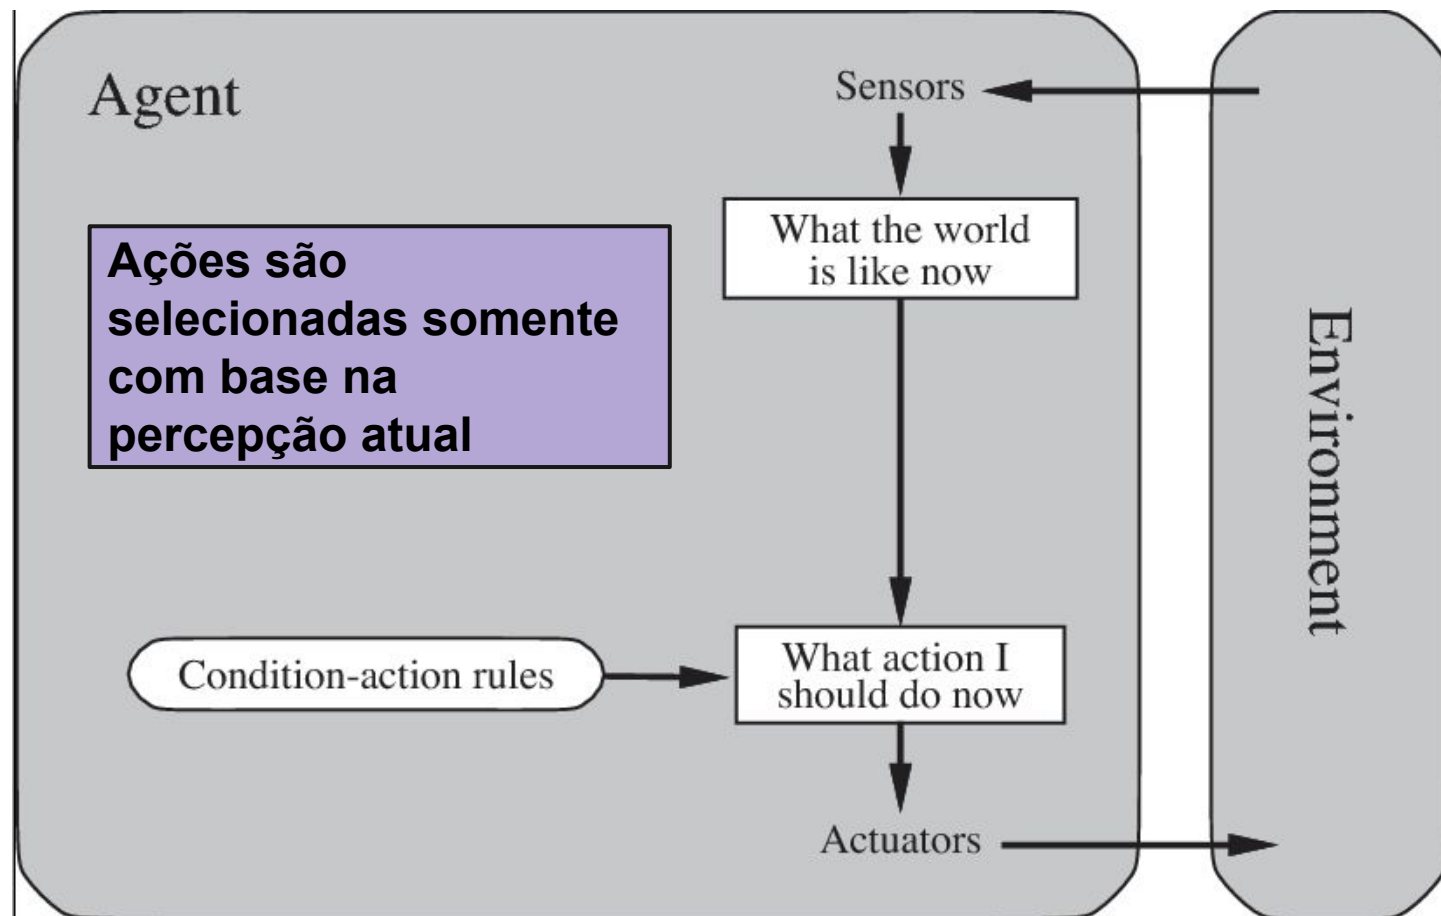 Agent
Sensors
What the world
is like now
Ações são
selecionadas somente
com base na
percepção atual
Condition-action rules
What action I
should do now
Actuators
Environment